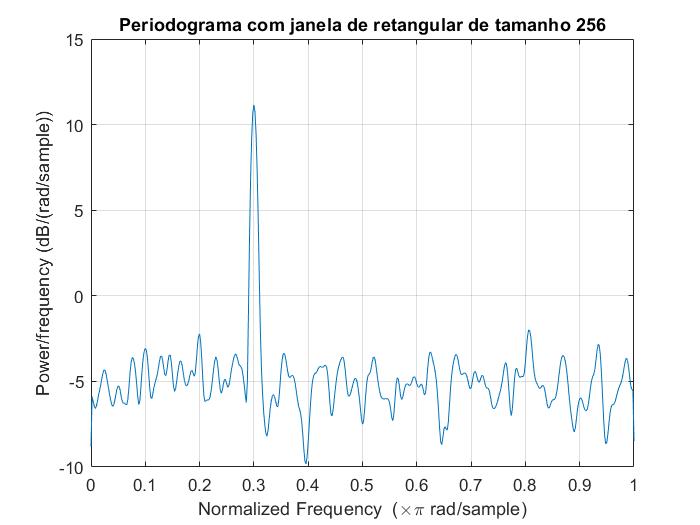 Periodograma com janela de retangular de tamanho 256
15
10
5
0
-5
-10
Power/frequency (dB/(rad/sample))
0 0.1 0.2 0.3 0.4 0.5 0.6 0.7 0.8 0.9 1
Normalized Frequency (×π rad/sample)